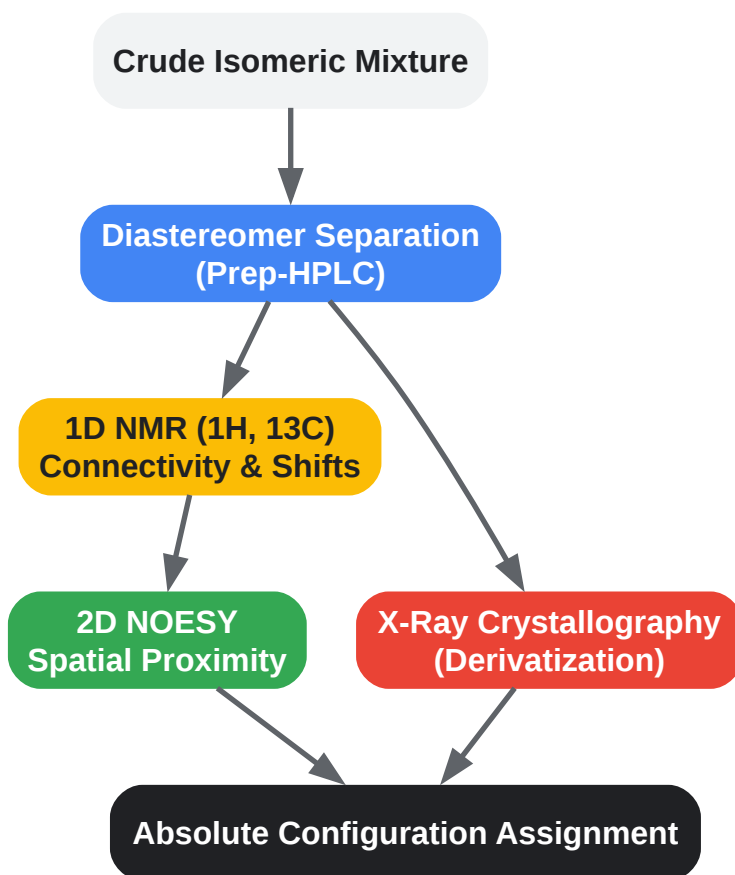 Crude Isomeric Mixture
Diastereomer Separation
(Prep-HPLC)
1D NMR (1H, 13C)
Connectivity & Shifts
2D NOESY
Spatial Proximity
X-Ray Crystallography
(Derivatization)
Absolute Configuration Assignment